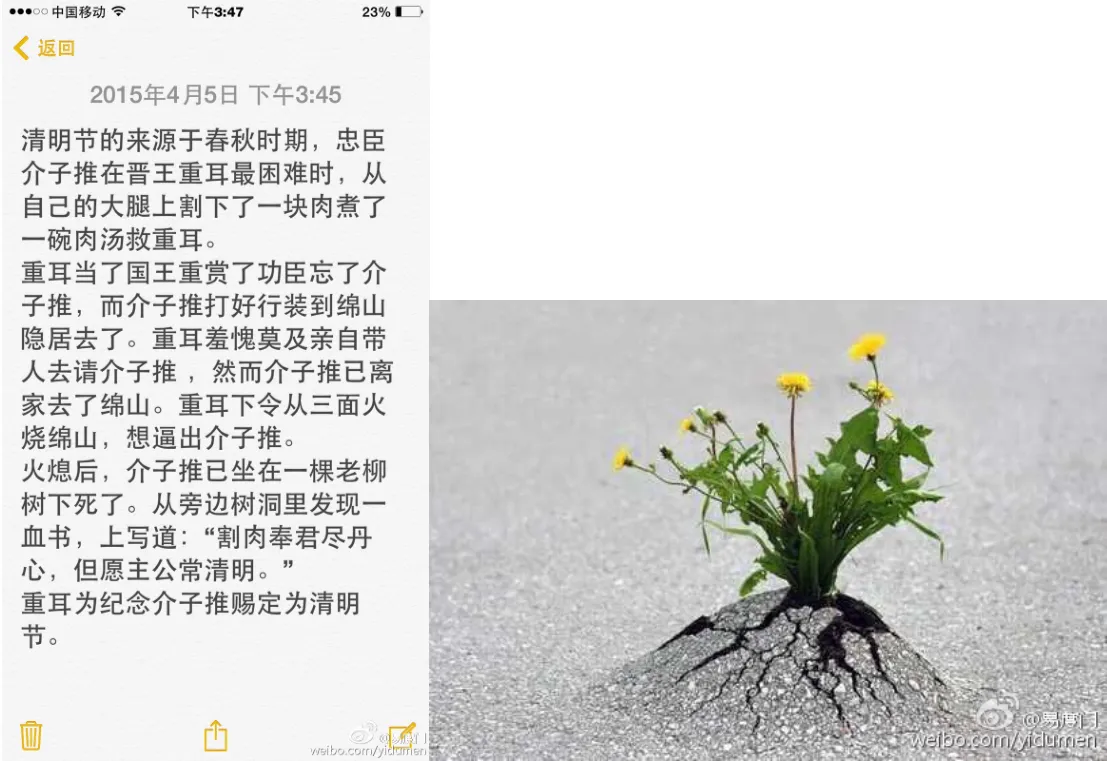 中国移动 下午3:47 23%
返回
2015年4月5日 下午3:45
清明节的来源于春秋时期，忠臣
介子推在晋王重耳最困难时，从
自己的大腿上割下了一块肉煮了
一碗肉汤救重耳。
重耳当了国王重赏了功臣忘了介
子推，而介子推打好行装到绵山
隐居去了。重耳羞愧莫及亲自带
人去请介子推 ，然而介子推已离
家去了绵山。重耳下令从三面火
烧绵山，想逼出介子推。
火熄后，介子推已坐在一棵老柳
树下死了。从旁边树洞里发现一
血书，上写道：“割肉奉君尽丹
心，但愿主公常清明。”
重耳为纪念介子推赐定为清明
节。
weibo.com/yidumen
@易度门
weibo.com/yidumen